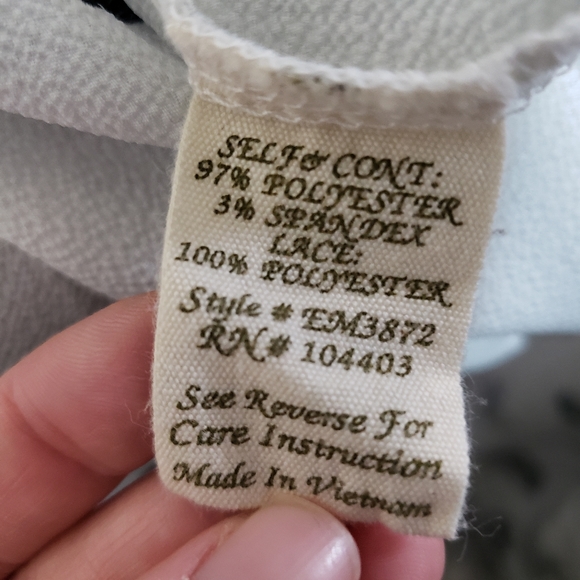 SELF & CONT:
97% POLYESTER
3% SPANDEX
LACE:
100% POLYESTER
Style # EM3872
RN# 104403
See Reverse For
Care Instruction
Made In Vietnam